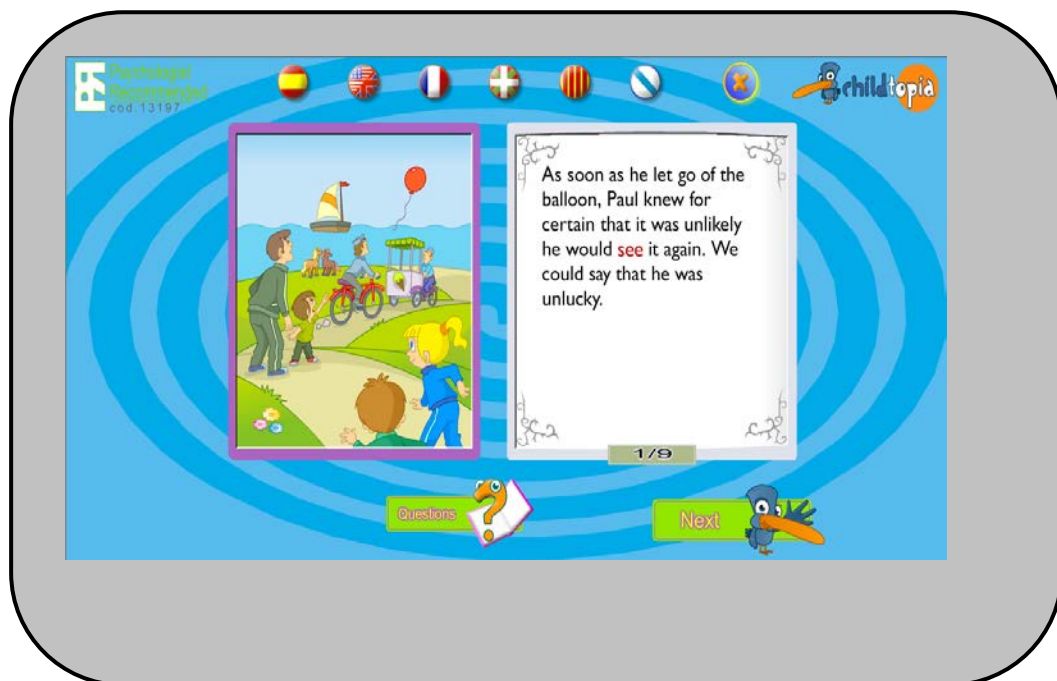 Psychologist
Recommended
cod.13197
childtopia
As soon as he let go of the
balloon, Paul knew for
certain that it was unlikely
he would see it again. We
could say that he was
unlucky.
1/9
Questions
Next